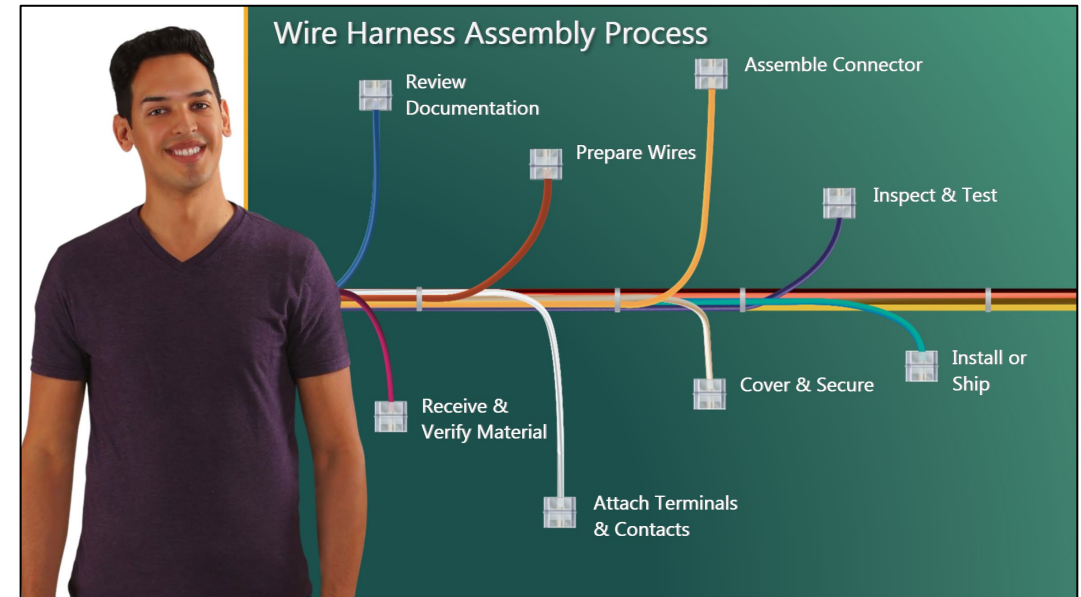 Wire Harness Assembly Process
Review
Documentation
Receive &
Verify Material
Prepare Wires
Attach Terminals
& Contacts
Assemble Connector
Cover & Secure
Inspect & Test
Install or
Ship